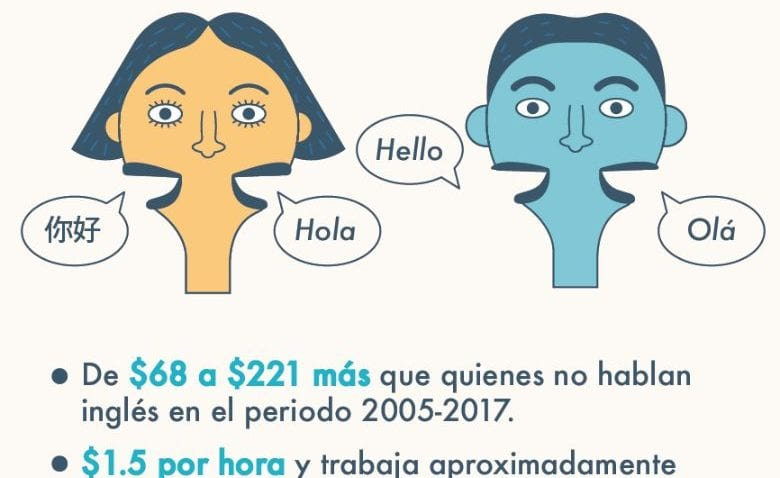 Hello
你好
Hola
Olá
• De $68 a $221 más que quienes no hablan
inglés en el periodo 2005-2017.
• $1.5 por hora y trabaja aproximadamente